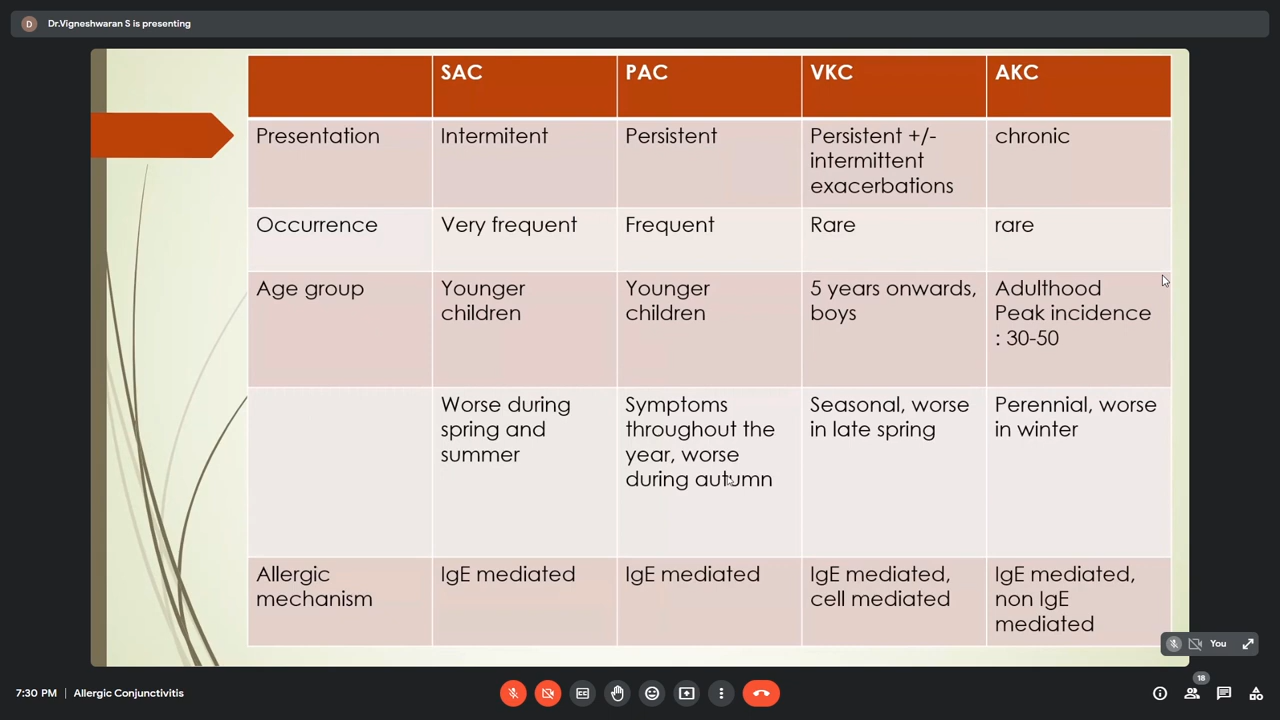 D
Dr.Vigneshwaran S is presenting
SAC
PAC
VKC
AKC
Presentation
Intermitent
Persistent
Persistent +/-
intermittent
exacerbations
chronic
Occurrence
Very frequent
Frequent
Rare
rare
Age group
Younger
children
Younger
children
5 years onwards,
boys
Adulthood
Peak incidence
: 30-50
Worse during
spring and
summer
Symptoms
throughout the
year, worse
during autumn
Seasonal, worse
in late spring
Perennial, worse
in winter
Allergic
mechanism
IgE mediated
IgE mediated
IgE mediated,
cell mediated
IgE mediated,
non IgE
mediated
You
7:30 PM | Allergic Conjunctivitis
18